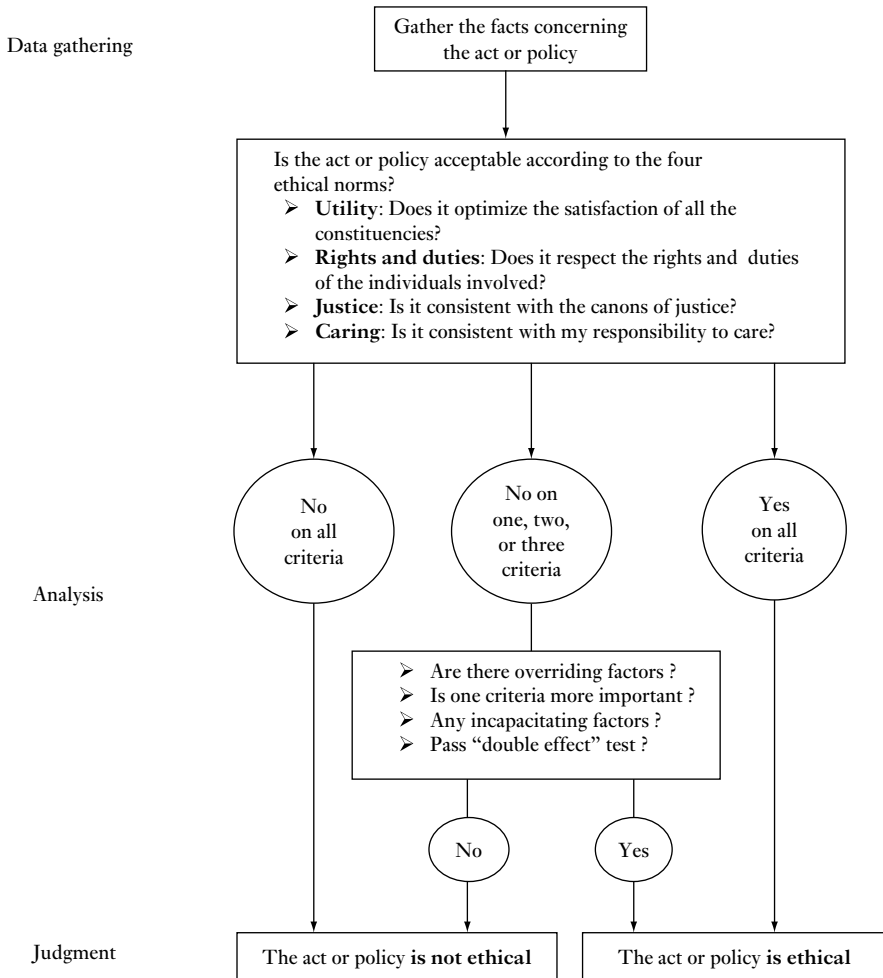 Data gathering
Gather the facts concerning
the act or policy
Is the act or policy acceptable according to the four
ethical norms?
➢ Utility: Does it optimize the satisfaction of all the
constituencies?
➢ Rights and duties: Does it respect the rights and duties
of the individuals involved?
➢ Justice: Is it consistent with the canons of justice?
➢ Caring: Is it consistent with my responsibility to care?
No
on all
criteria
No on
one, two,
or three
criteria
Yes
on all
criteria
Analysis
➢ Are there overriding factors ?
➢ Is one criteria more important ?
➢ Any incapacitating factors ?
➢ Pass “double effect” test ?
No
Yes
Judgment
The act or policy is not ethical
The act or policy is ethical